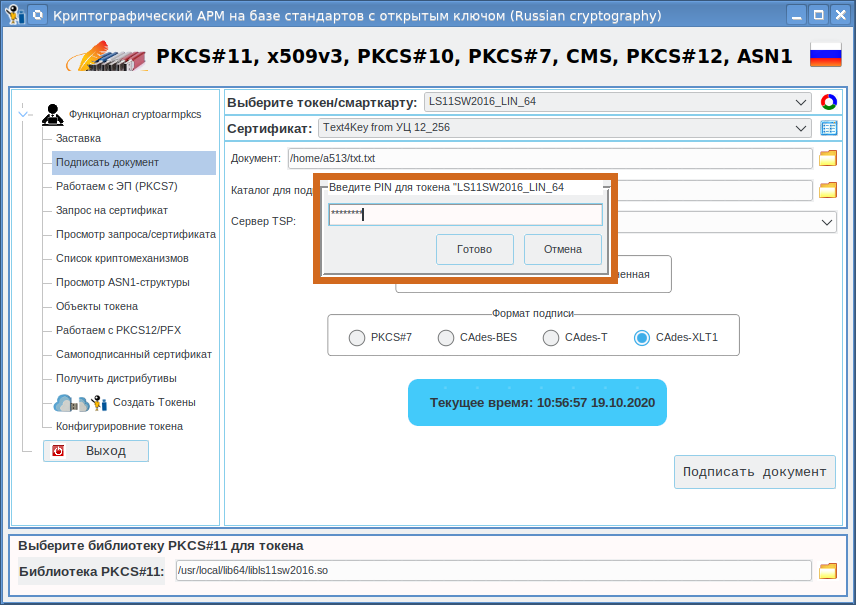 Криптографический АРМ на базе стандартов с открытым ключом (Russian cryptography)
PKCS#11, x509v3, PKCS#10, PKCS#7, CMS, PKCS#12, ASN1
Функционал cryptoarmpkcs
Заставка
Подписать документ
Работаем с ЭП (PKCS7)
Запрос на сертификат
Просмотр запроса/сертификата
Список криптомеханизмов
Просмотр ASN1-структуры
Объекты токена
Работаем с PKCS12/PFX
Самоподписанный сертификат
Получить дистрибутивы
Создать Токены
Конфигурировние токена
Выход
Выберите токен/смарткарту: LS11SW2016_LIN_64
Сертификат: Text4Key from УЦ 12_256
Документ: /home/a513/txt.txt
Каталог для под
Сервер TSP:
Введите PIN для токена "LS11SW2016_LIN_64
********
Готово Отмена
енная
Формат подписи
PKCS#7 CAdes-BES CAdes-T CAdes-XLT1
Текущее время: 10:56:57 19.10.2020
Подписать документ
Выберите библиотеку PKCS#11 для токена
Библиотека PKCS#11: /usr/local/lib64/libls11sw2016.so